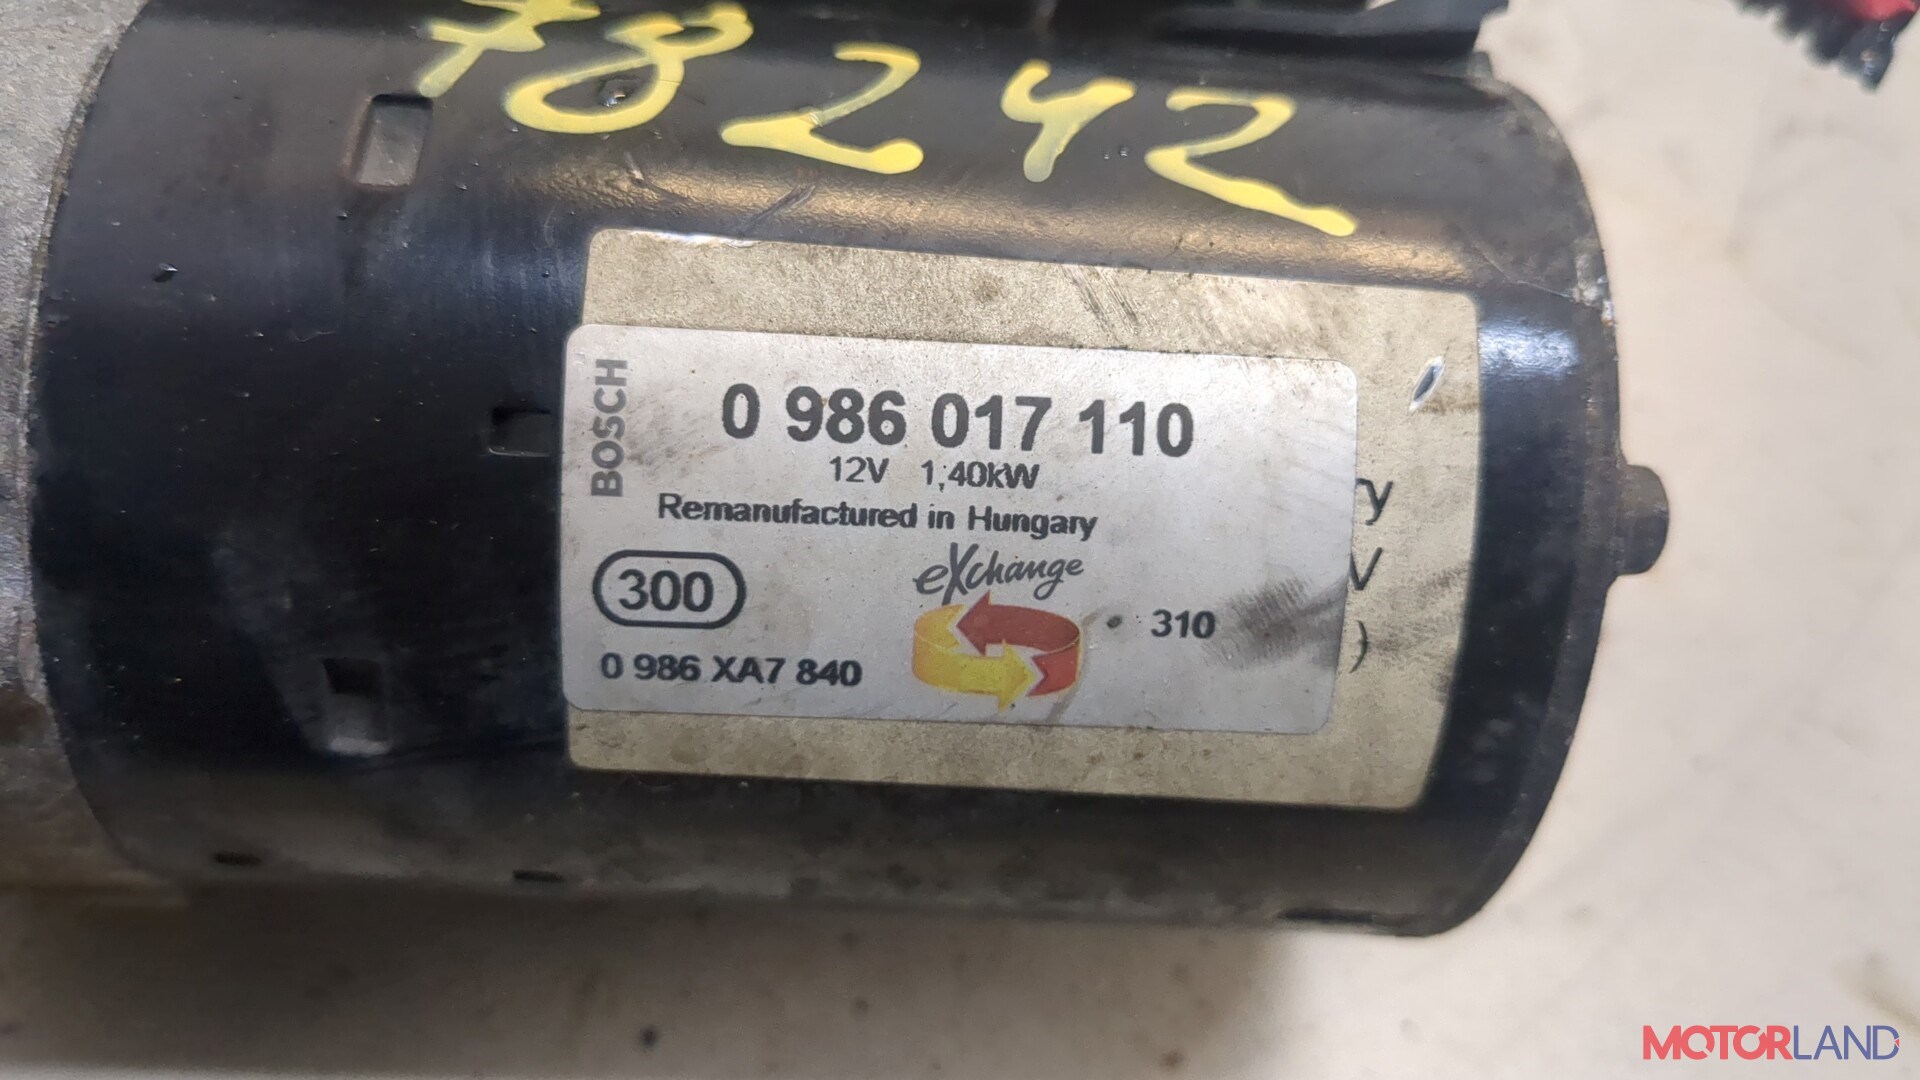 78242
BOSCH
0 986 017 110
12V 1,40kW
Remanufactured in Hungary
ry
V
)
300
eXchange
310
0 986 XA7 840
MOTORLAND